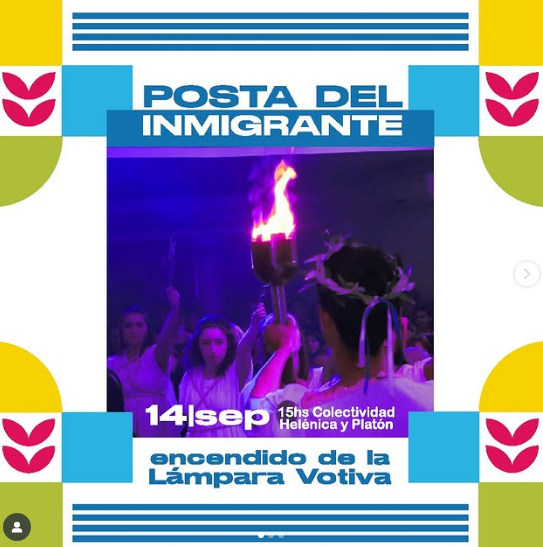 POSTA DEL
INMIGRANTE
14|sep
15hs Colectividad
Helénica y Platón
encendido de la
Lámpara Votiva